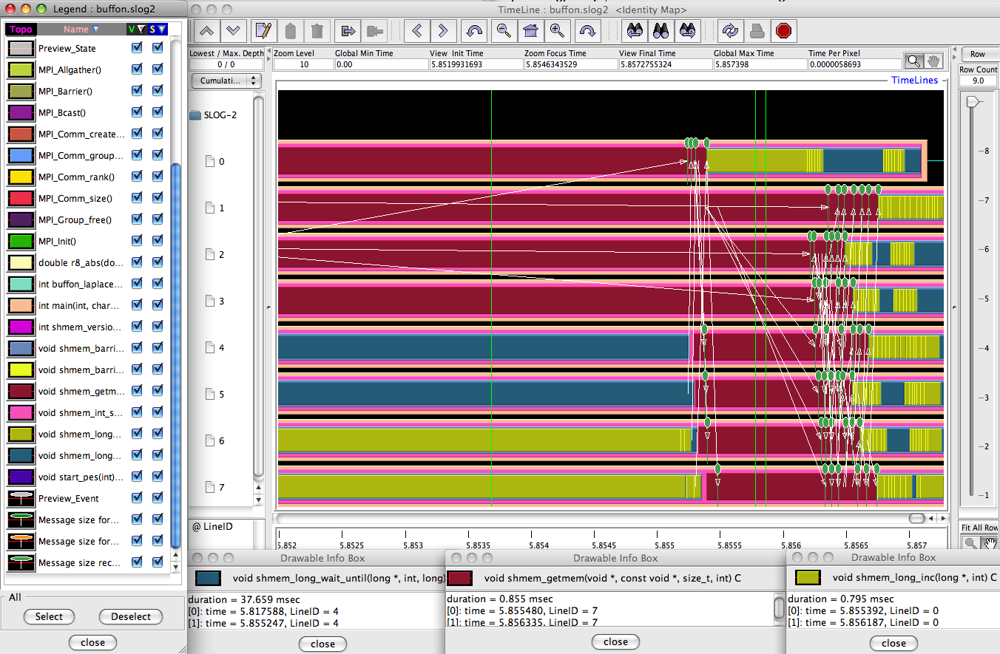 Legend : buffon.slog2
Topo Name V S
Preview_State
MPI_Allgather()
MPI_Barrier()
MPI_Bcast()
MPI_Comm_create...
MPI_Comm_group...
MPI_Comm_rank()
MPI_Comm_size()
MPI_Group_free()
MPI_Init()
double r8_abs(do...
int buffon_laplace...
int main(int, char...
int shmem_versio...
void shmem_barri...
void shmem_barri...
void shmem_getm...
void shmem_int_s...
void shmem_long...
void shmem_long...
void start_pes(int)...
Preview_Event
Message size for...
Message size for...
Message size rec...
All
Select Deselect
close
TimeLine : buffon.slog2 <Identity Map>
Lowest / Max. Depth Zoom Level Global Min Time View Init Time Zoom Focus Time View Final Time Global Max Time Time Per Pixel
0 / 0 10 0.00 5.8519931693 5.8546343529 5.8572755324 5.857398 0.0000058693
Row
Row Count
9.0
Cumulati...
TimeLines
SLOG-2
0
1
2
3
4
5
6
7
8
7
6
5
4
3
2
1
@ LineID
Fit All Row
5.852 5.8525 5.853 5.8535 5.854 5.8545 5.855 5.8555 5.856 5.8565 5.857
Drawable Info Box
void shmem_long_wait_until(long *, int, long)
duration = 37.659 msec
[0]: time = 5.817588, LineID = 4
[1]: time = 5.855247, LineID = 4
close
Drawable Info Box
void shmem_getmem(void *, const void *, size_t, int) C
duration = 0.855 msec
[0]: time = 5.855480, LineID = 7
[1]: time = 5.856335, LineID = 7
close
Drawable Info Box
void shmem_long_inc(long *, int) C
duration = 0.795 msec
[0]: time = 5.855392, LineID = 0
[1]: time = 5.856187, LineID = 0
close